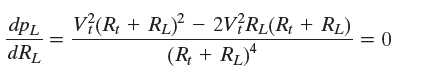 dp_L/dR_L = (V_t^2(R_t + R_L)^2 − 2V_t^2R_L(R_t + R_L))/(R_t + R_L)^4 = 0